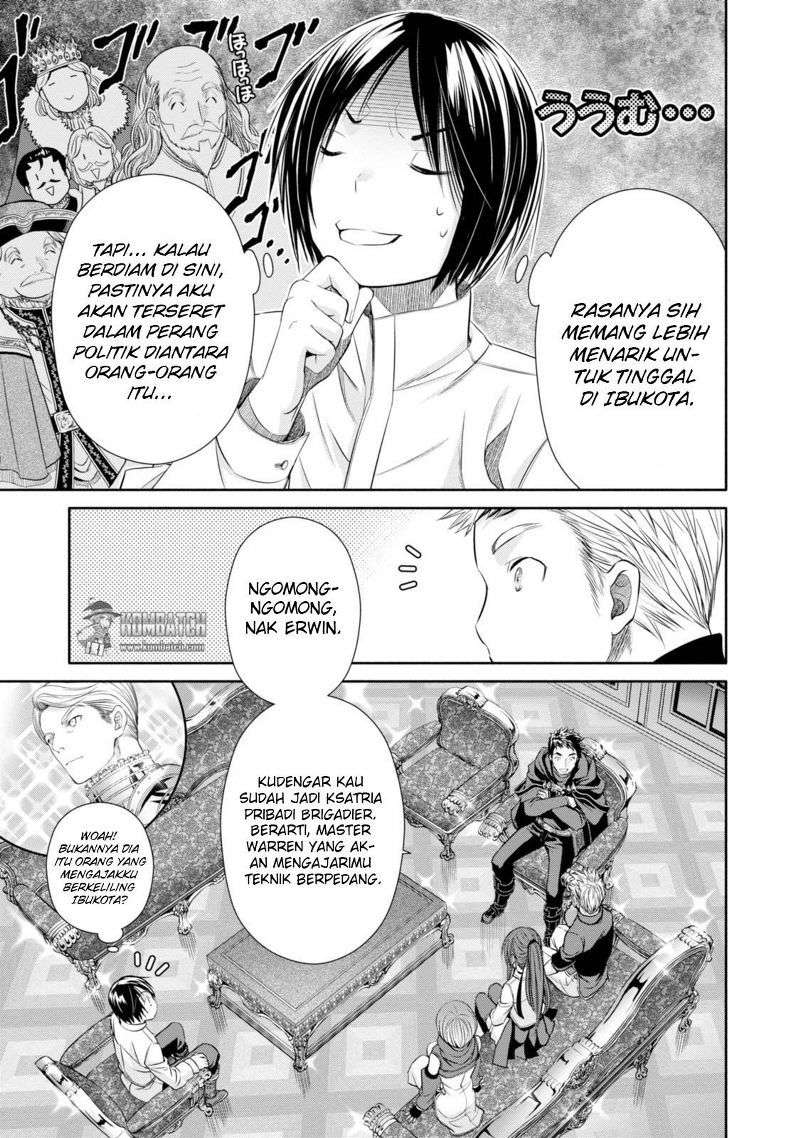 ううむ・・・
RASANYA SIH
MEMANG LEBIH
MENARIK UN-
TUK TINGGAL
DI IBUKOTA.
ほっほっほ
ゴゴゴゴゴ
TAPI... KALAU
BERDIAM DI SINI,
PASTINYA AKU
AKAN TERSERET
DALAM PERANG
POLITIK DIANTARA
ORANG-ORANG
ITU...
NGOMONG-
NGOMONG,
NAK ERWIN.
KOMBATCH
www.kombatch.com
KUDENGAR KAU
SUDAH JADI KSATRIA
PRIBADI BRIGADIER.
BERARTI, MASTER
WARREN YANG AK-
AN MENGAJARIMU
TEKNIK BERPEDANG.
WOAH!
BUKANNYA DIA
ITU ORANG YANG
MENGAJAKKU
BERKELILING
IBUKOTA?